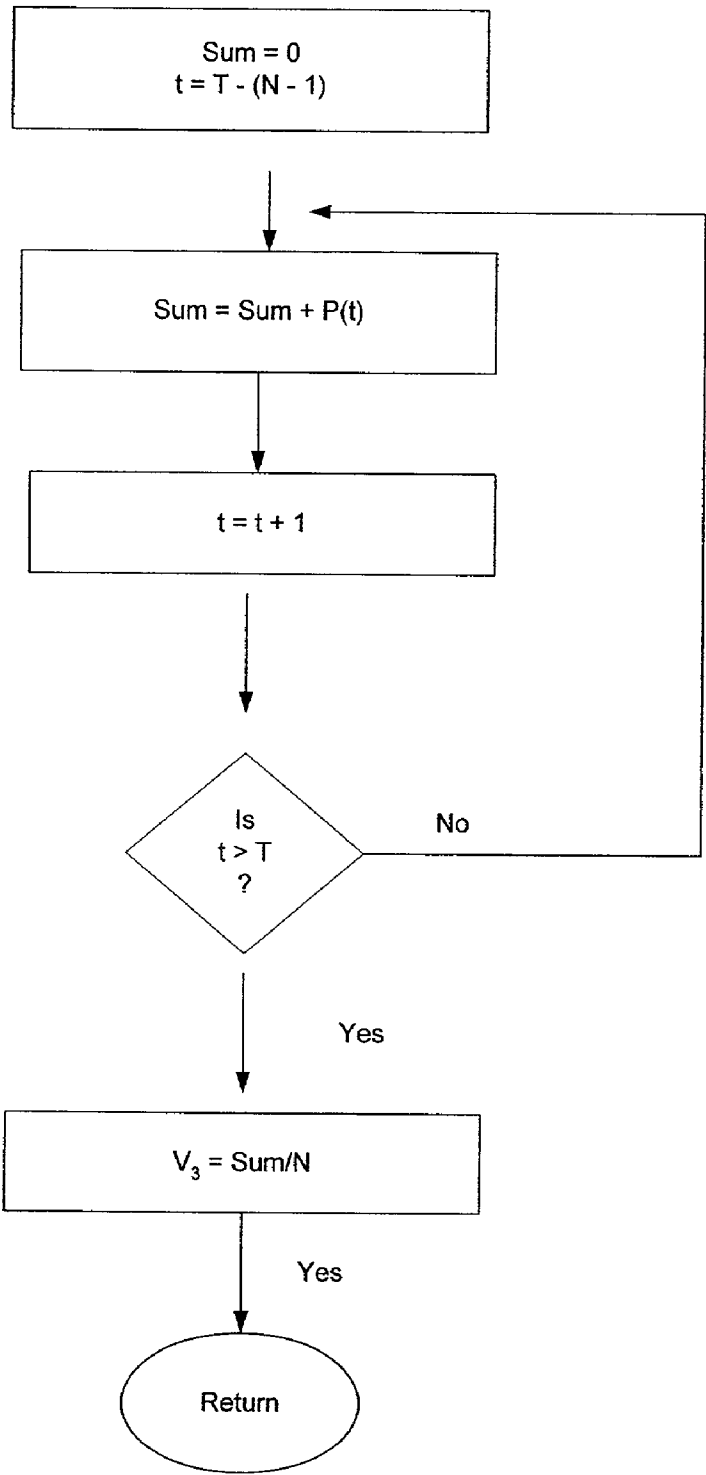 Sum = 0
t = T - (N - 1)
Sum = Sum + P(t)
t = t + 1
Is
t > T
?
No
Yes
V₃ = Sum/N
Yes
Return